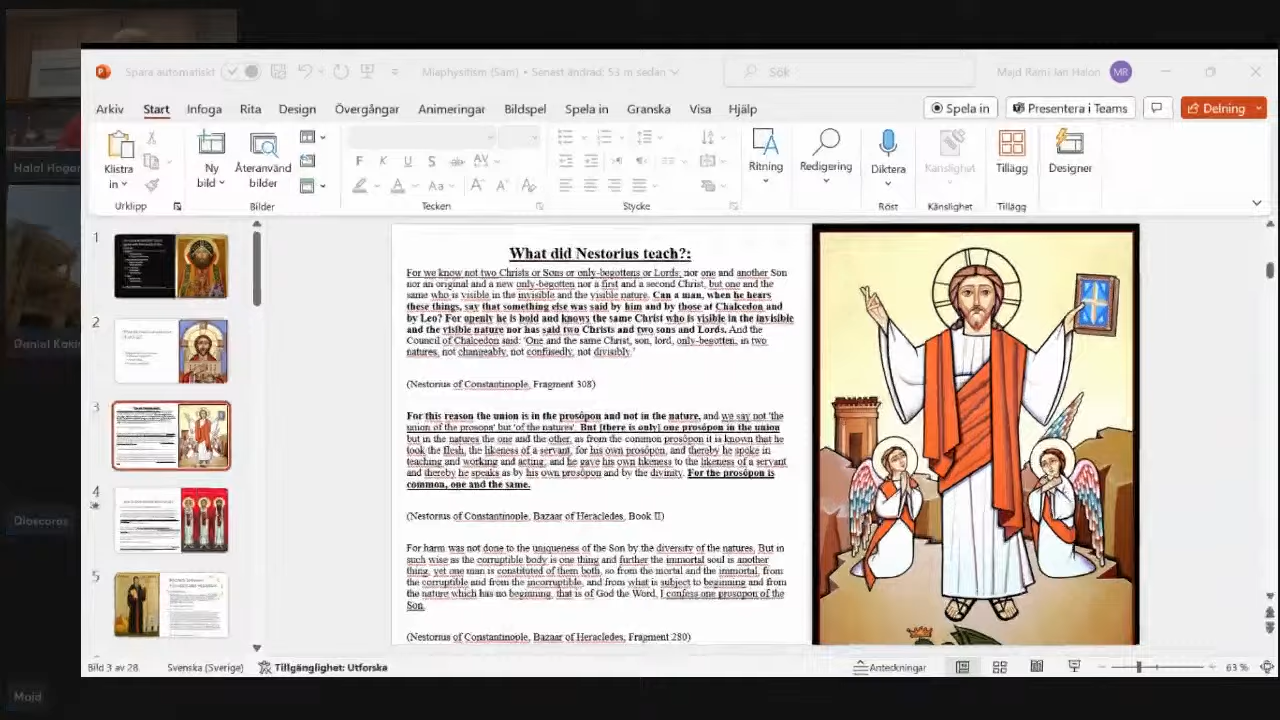 Spara automatiskt
Miaphysitism (Sam) • Senest ändrad: 53 m sedan
Sök
Majd Rami Jan Halon
MR
Arkiv Start Infoga Rita Design Övergångar Animeringar Bildspel Spela in Granska Visa Hjälp
Spela in
Presentera i Teams
Delning
Klistra in
Ny bild
Återanvänd bilder
Ritning
Redigering
Diktera
Känslighet
Tillägg
Designer
Urklipp
Bilder
Tecken
Stycke
Röst
Känslighet
Tillägg
Halal Hogar
Daniel Kakin
Dioscoros
Majd
1
2
3
4
5
What did Nestorius teach?:
For we know not two Christs or Sons or only-begottens or Lords; nor one and another Son
nor an original and a new only-begotten nor a first and a second Christ, but one and the
same who is visible in the invisible and the visible nature. Can a man, when he hears
these things, say that something else was said by him and by those at Chalcedon and
by Leo? For openly he is bold and knows the same Christ who is visible in the invisible
and the visible nature nor has said two Christs and two sons and Lords. And the
Council of Chalcedon said: 'One and the same Christ, son, lord, only-begotten, in two
natures, not changeably, not confusedly, not divisibly.'
(Nestorius of Constantinople, Fragment 308)
For this reason the union is in the prosôpon and not in the nature, and we say not 'the
union of the prosopa' but 'of the natures'. But [there is only] one prosôpon in the union
but in the natures the one and the other, as from the common prosôpon it is known that he
took the flesh, the likeness of a servant, for his own prosôpon, and thereby he spoke in
teaching and working and acting, and he gave his own likeness to the likeness of a servant
and thereby he speaks as by his own prosôpon and by the divinity. For the prosôpon is
common, one and the same.
(Nestorius of Constantinople, Bazaar of Heracledes, Book II)
For harm was not done to the uniqueness of the Son by the diversity of the natures. But in
such wise as the corruptible body is one thing and further the immortal soul is another
thing, yet one man is constituted of them both, so from the mortal and the immortal, from
the corruptible and from the incorruptible, and from what is subject to beginning and from
the nature which has no beginning, that is of God the Word, I confess one prosopon of the
Son.
(Nestorius of Constantinople, Bazaar of Heracledes, Fragment 280)
Bild 3 av 28
Svenska (Sverige)
Tillgänglighet: Utforska
Anteckningar
63 %